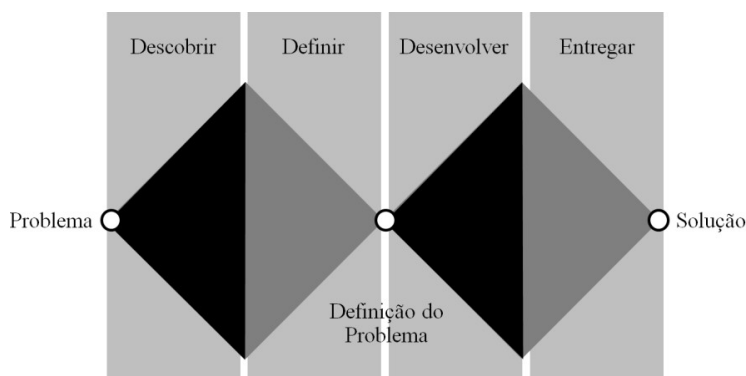 Descobrir
Definir
Desenvolver
Entregar
Problema
Solução
Definição do
Problema